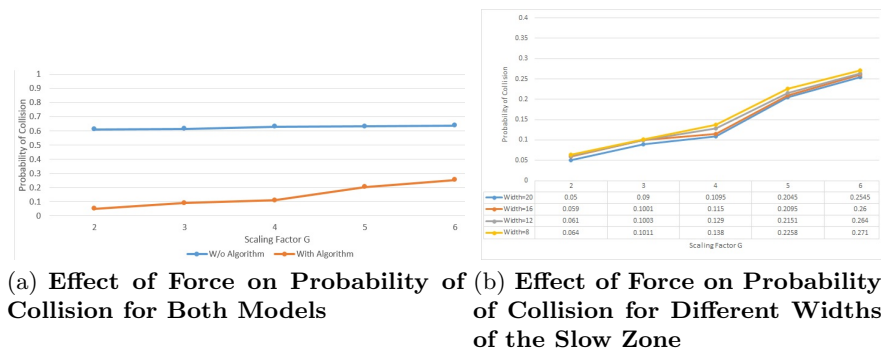 1
0.9
0.8
0.7
0.6
0.5
0.4
0.3
0.2
0.1
0
Probability of Collision
2 3 4 5 6
Scaling Factor G
W/o Algorithm With Algorithm
(a) Effect of Force on Probability of
Collision for Both Models
0.4
0.35
0.3
0.25
0.2
0.15
0.1
0.05
0
Probability of Collision
2 3 4 5 6
Width=20 0.05 0.09 0.1095 0.2045 0.2545
Width=16 0.059 0.1001 0.115 0.2095 0.26
Width=12 0.061 0.1003 0.129 0.2151 0.264
Width=8 0.064 0.1011 0.138 0.2258 0.271
Scaling Factor G
(b) Effect of Force on Probability
of Collision for Different Widths
of the Slow Zone